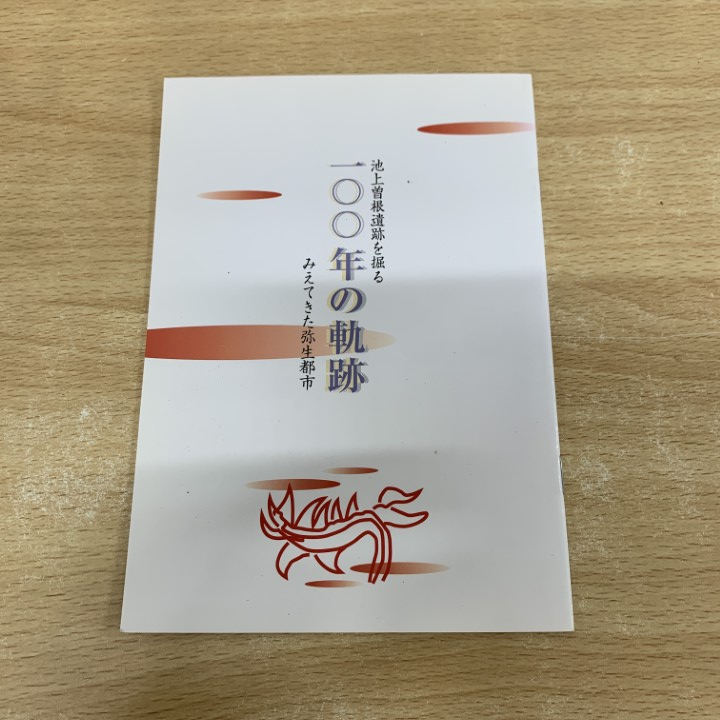 池上曽根遺跡を掘る
一〇〇年の軌跡
みえてきた弥生都市